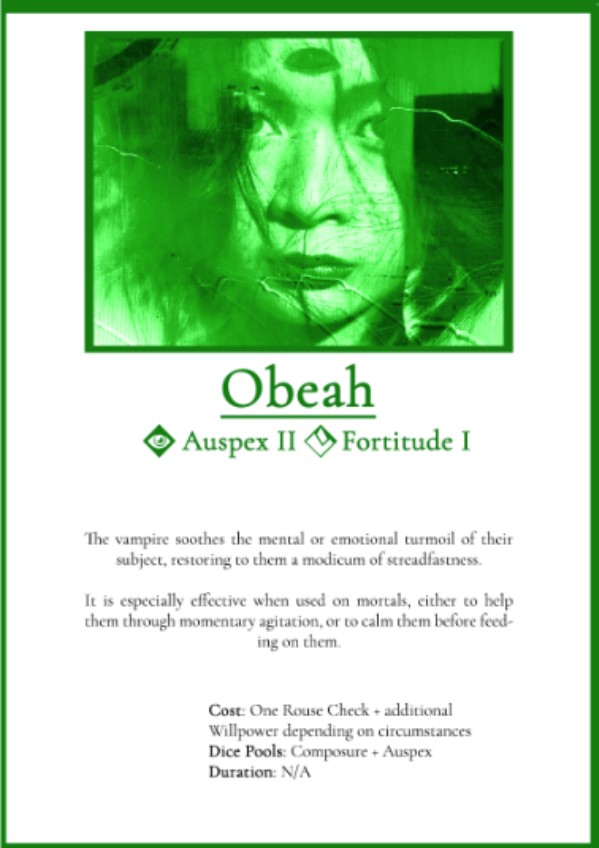 Obeah
Auspex II Fortitude I
The vampire soothes the mental or emotional turmoil of their
subject, restoring to them a modicum of streadfastness.
It is especially effective when used on mortals, either to help
them through momentary agitation, or to calm them before feed-
ing on them.
Cost: One Rouse Check + additional
Willpower depending on circumstances
Dice Pools: Composure + Auspex
Duration: N/A